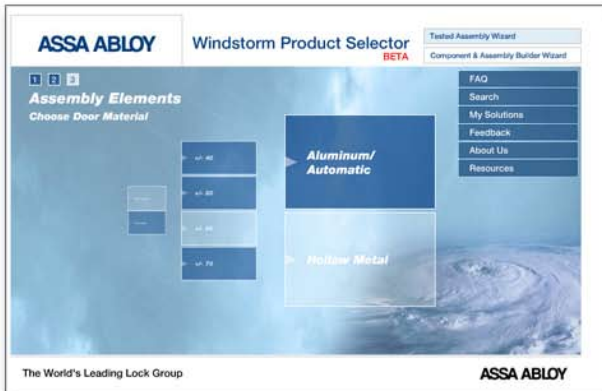 ASSA ABLOY
Windstorm Product Selector
BETA
Tested Assembly Wizard
Component & Assembly Builder Wizard
1 2 3
Assembly Elements
Choose Door Material
FAQ
Search
My Solutions
Feedback
About Us
Resources
Aluminum/
Automatic
Hollow Metal
+/- 70
The World's Leading Lock Group
ASSA ABLOY